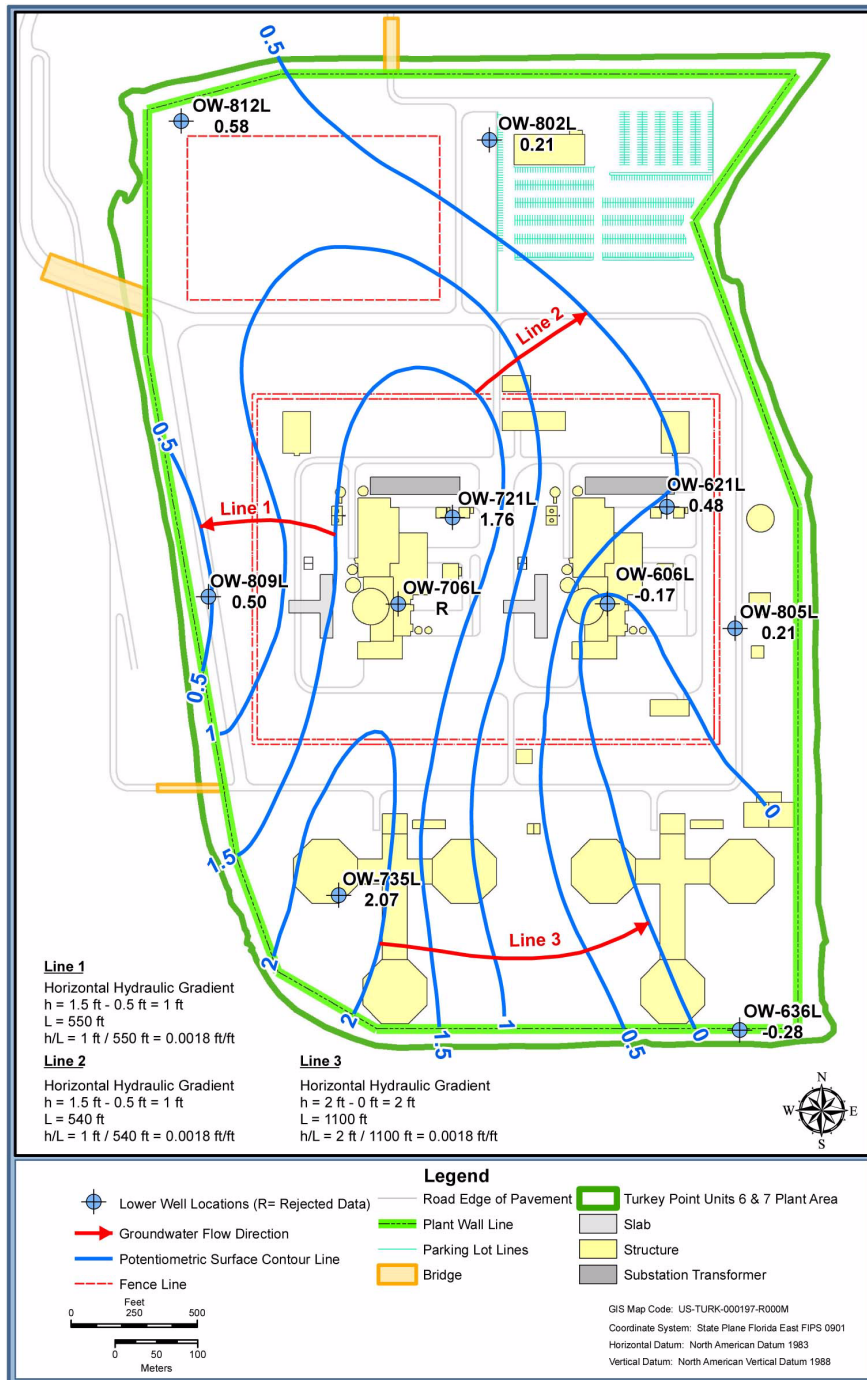 0.5
OW-812L
0.58
OW-802L
0.21
Line 2
0.5
Line 1
OW-721L
1.76
OW-621L
0.48
OW-809L
0.50
OW-706L
R
OW-606L
-0.17
OW-805L
0.21
0.5
1
0
1.5
OW-735L
2.07
Line 3
2
2
1.5
1
0.5
0
OW-636L
-0.28
Line 1
Horizontal Hydraulic Gradient
h = 1.5 ft - 0.5 ft = 1 ft
L = 550 ft
h/L = 1 ft / 550 ft = 0.0018 ft/ft
Line 2
Horizontal Hydraulic Gradient
h = 1.5 ft - 0.5 ft = 1 ft
L = 540 ft
h/L = 1 ft / 540 ft = 0.0018 ft/ft
Line 3
Horizontal Hydraulic Gradient
h = 2 ft - 0 ft = 2 ft
L = 1100 ft
h/L = 2 ft / 1100 ft = 0.0018 ft/ft
N
W E
S
Legend
Lower Well Locations (R= Rejected Data)
Groundwater Flow Direction
Potentiometric Surface Contour Line
Fence Line
Road Edge of Pavement
Plant Wall Line
Parking Lot Lines
Bridge
Turkey Point Units 6 & 7 Plant Area
Slab
Structure
Substation Transformer
Feet
0 250 500
0 50 100
Meters
GIS Map Code: US-TURK-000197-R000M
Coordinate System: State Plane Florida East FIPS 0901
Horizontal Datum: North American Datum 1983
Vertical Datum: North American Vertical Datum 1988